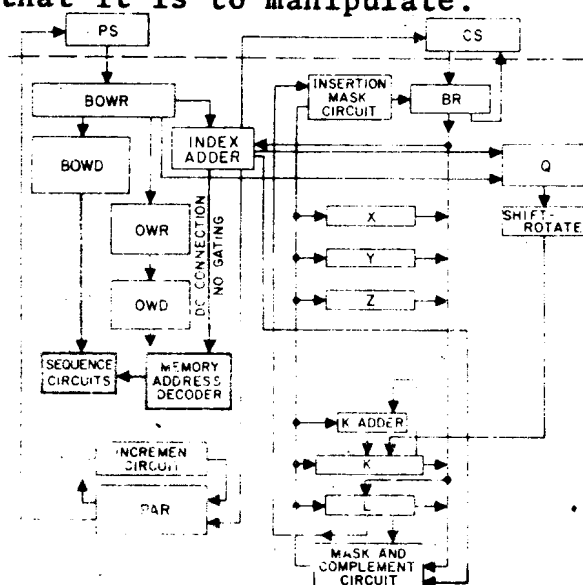 that it is to manipulate.
PS
CS
BOWR
INSERTION
MASK
CIRCUIT
BR
INDEX
ADDER
BOWD
Q
OWR
X
SHIFT-
ROTATE
DC CONNECTION
NO GATING
Y
OWD
Z
SEQUENCE
CIRCUITS
MEMORY
ADDRESS
DECODER
K ADDER
INCREMEN
CIRCUIT
K
PAR
L
MASK AND
COMPLEMENT
CIRCUIT